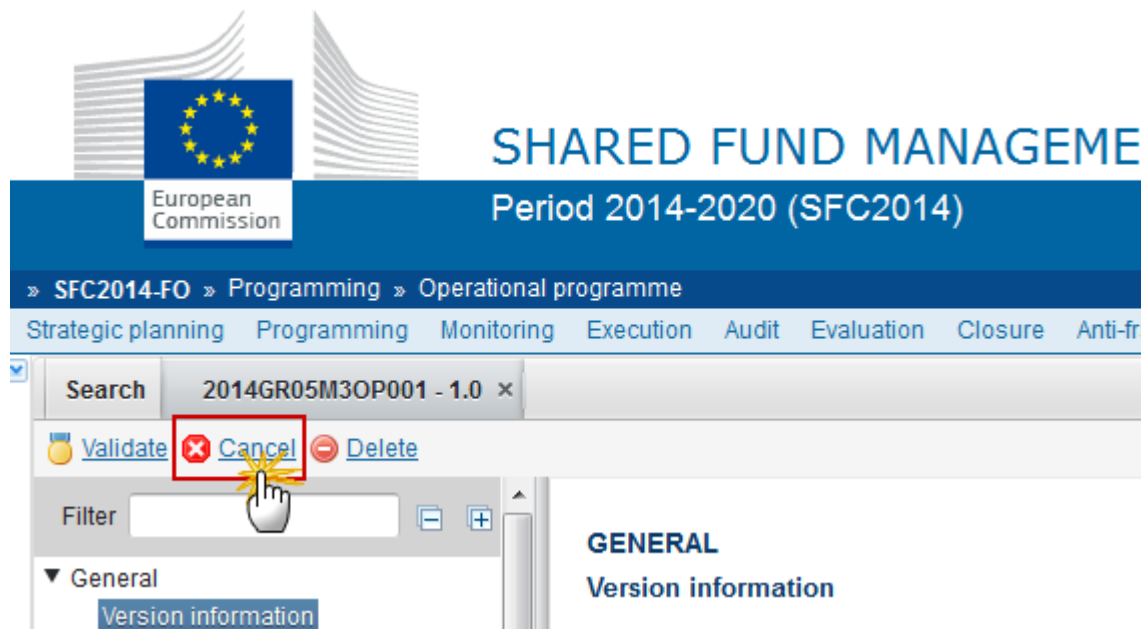 SHARED FUND MANAGEME
European
Commission
Period 2014-2020 (SFC2014)
» SFC2014-FO » Programming » Operational programme
Strategic planning Programming Monitoring Execution Audit Evaluation Closure Anti-fr
Search 2014GR05M3OP001 - 1.0 ×
Validate Cancel Delete
Filter
GENERAL
▼ General
Version information
Version information